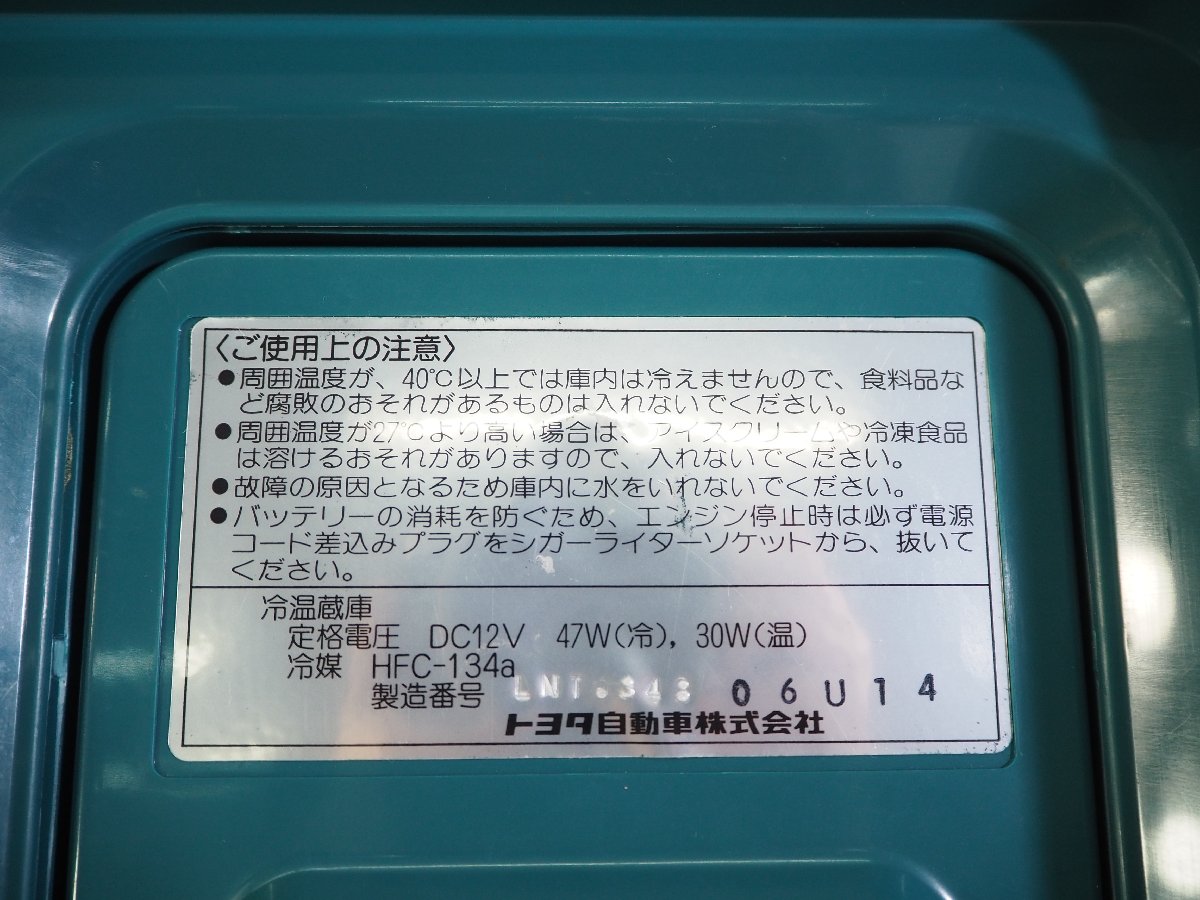 〈ご使用上の注意〉
●周囲温度が、40℃以上では庫内は冷えませんので、食料品な
ど腐敗のおそれがあるものは入れないでください。
●周囲温度が27℃より高い場合は、アイスクリームや冷凍食品
は溶けるおそれがありますので、入れないでください。
●故障の原因となるため庫内に水をいれないでください。
●バッテリーの消耗を防ぐため、エンジン停止時は必ず電源
コード差込みプラグをシガーライターソケットから、抜いて
ください。
冷温蔵庫
定格電圧 DC12V 47W(冷), 30W(温)
冷媒 HFC-134a
製造番号 06U14
トヨタ自動車株式会社